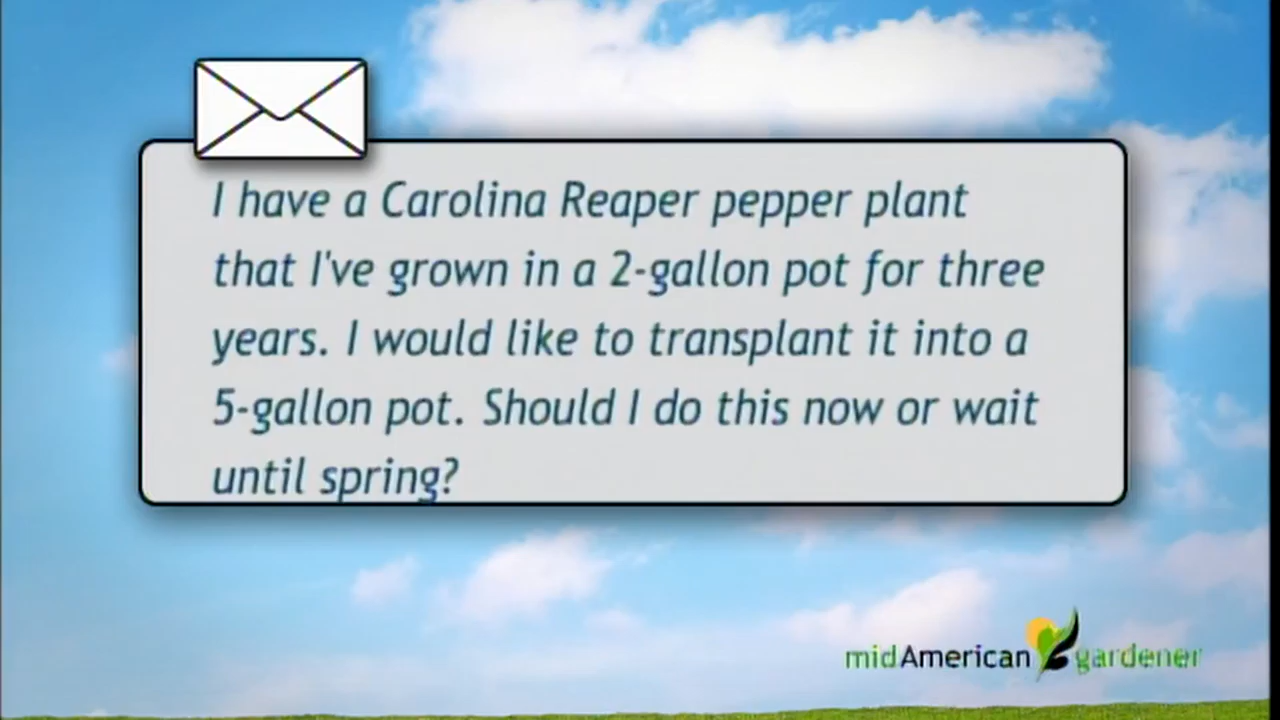 I have a Carolina Reaper pepper plant
that I've grown in a 2-gallon pot for three
years. I would like to transplant it into a
5-gallon pot. Should I do this now or wait
until spring?
midAmerican gardener